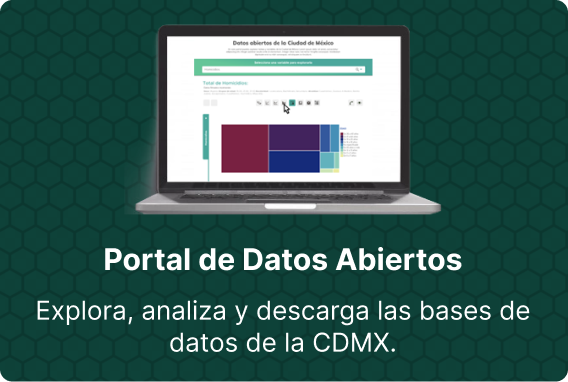 Datos abiertos de la Ciudad de México
Total de homicidios
Portal de Datos Abiertos
Explora, analiza y descarga las bases de
datos de la CDMX.